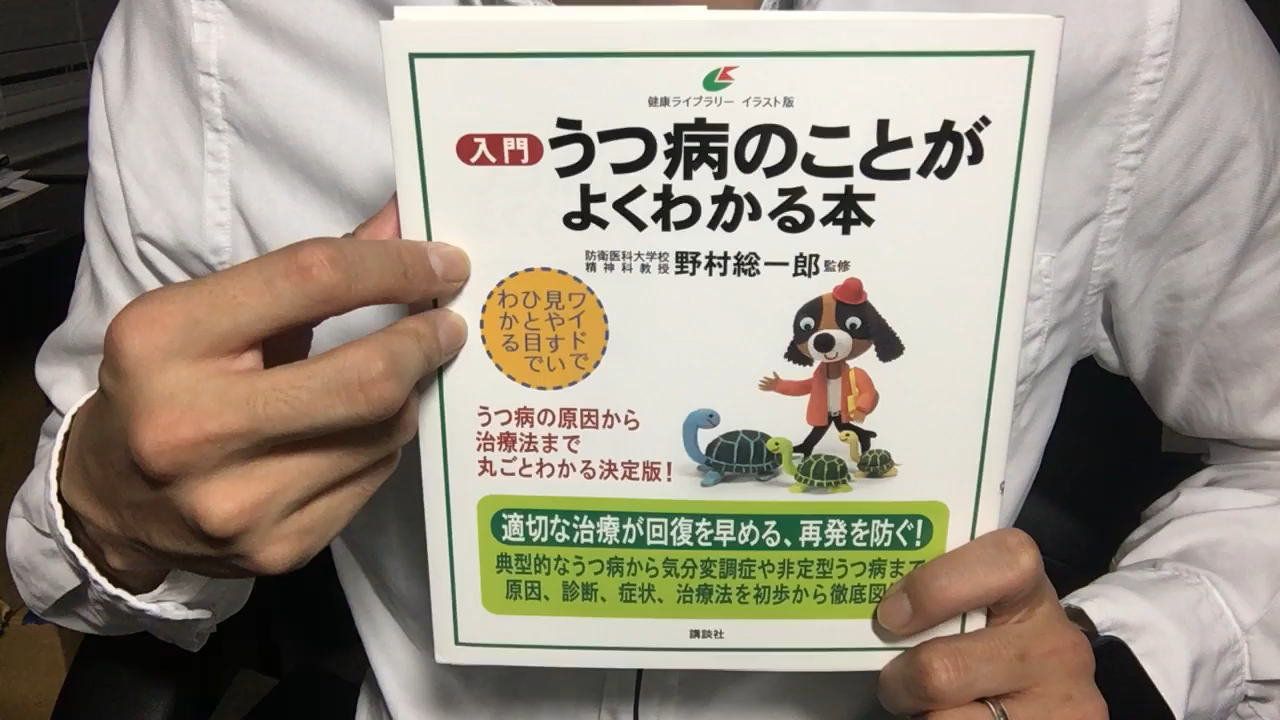 健康ライブラリー イラスト版
入門 うつ病のことが
よくわかる本
防衛医科大学校
精神科教授 野村総一郎 監修
ワイドで
見やすい
ひと目で
わかる
うつ病の原因から
治療法まで
丸ごとわかる決定版!
適切な治療が回復を早める、再発を防ぐ!
典型的なうつ病から気分変調症や非定型うつ病まで
原因、診断、症状、治療法を初歩から徹底図
講談社